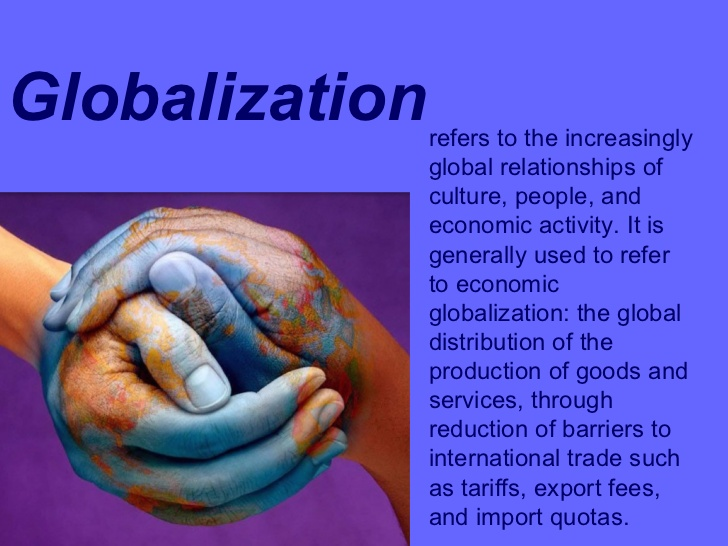 Globalization
refers to the increasingly
global relationships of
culture, people, and
economic activity. It is
generally used to refer
to economic
globalization: the global
distribution of the
production of goods and
services, through
reduction of barriers to
international trade such
as tariffs, export fees,
and import quotas.